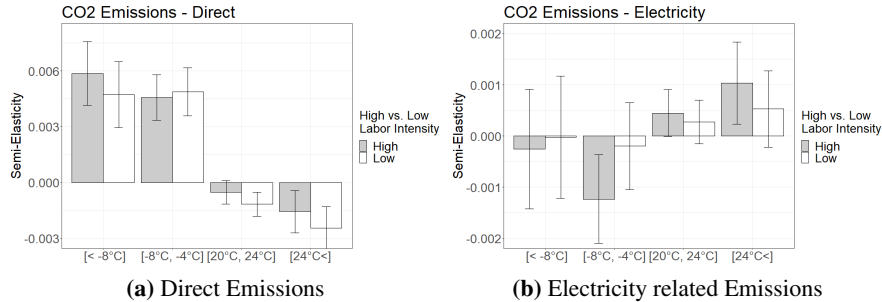 CO2 Emissions - Direct
0.006
0.003
0.000
-0.003
Semi-Elasticity
[< -8°C]
[-8°C, -4°C]
[20°C, 24°C]
[24°C<]
High vs. Low
Labor Intensity
High
Low
(a) Direct Emissions
CO2 Emissions - Electricity
0.002
0.001
0.000
-0.001
-0.002
Semi-Elasticity
[< -8°C]
[-8°C, -4°C]
[20°C, 24°C]
[24°C<]
High vs. Low
Labor Intensity
High
Low
(b) Electricity related Emissions